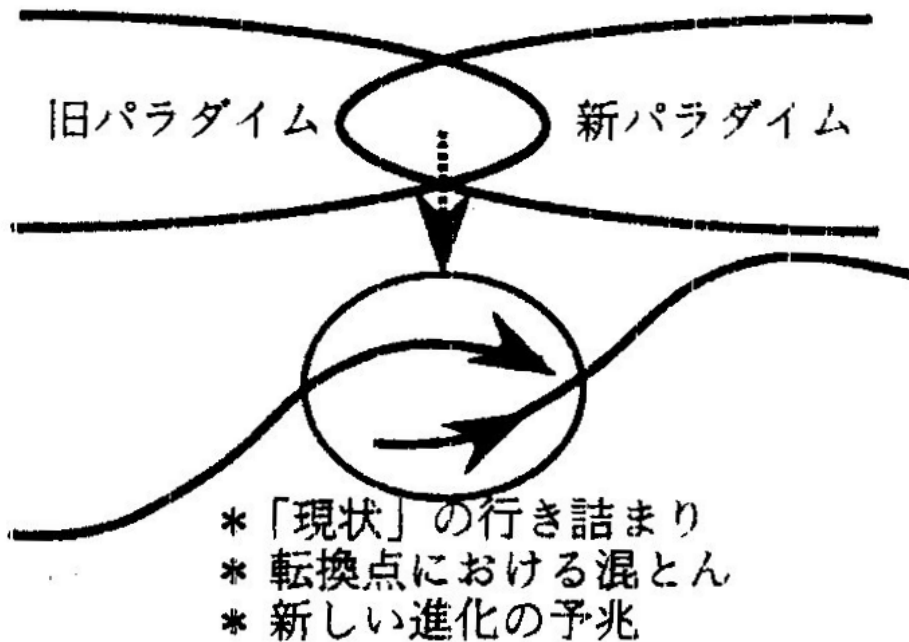 旧パラダイム
新パラダイム
*「現状」の行き詰まり
* 転換点における混とん
* 新しい進化の予兆